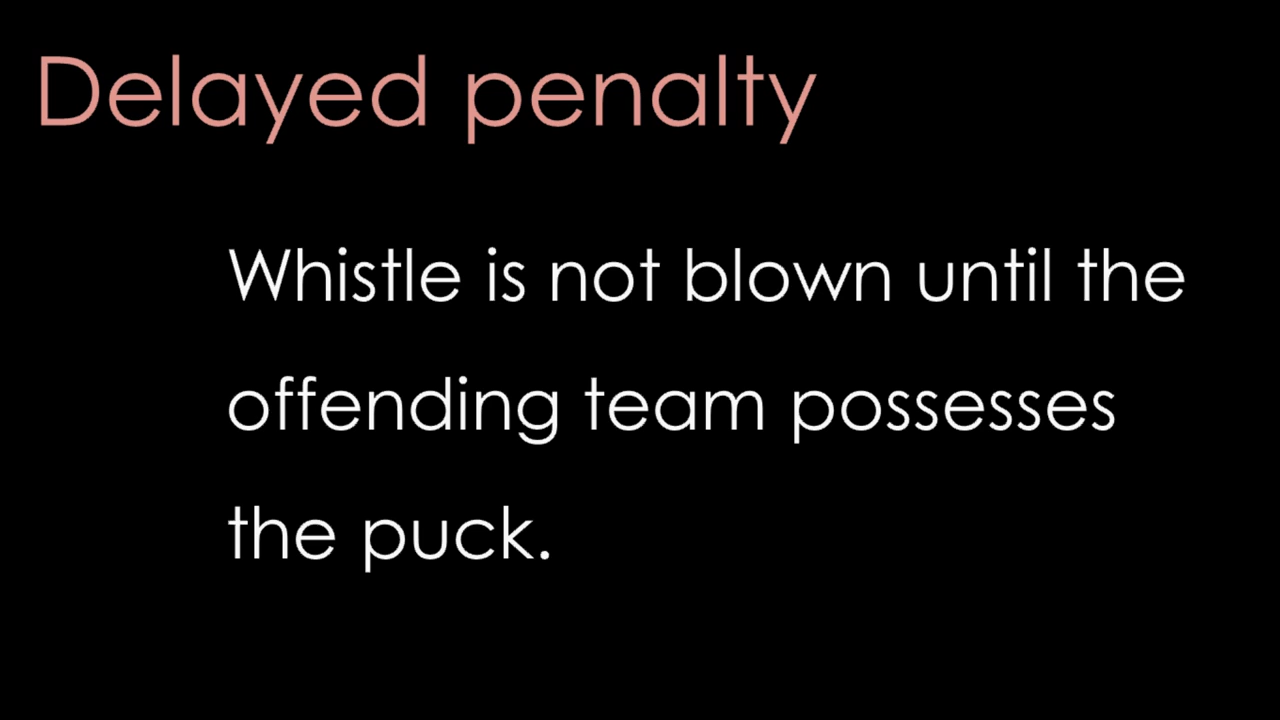 Delayed penalty
Whistle is not blown until the
offending team possesses
the puck.